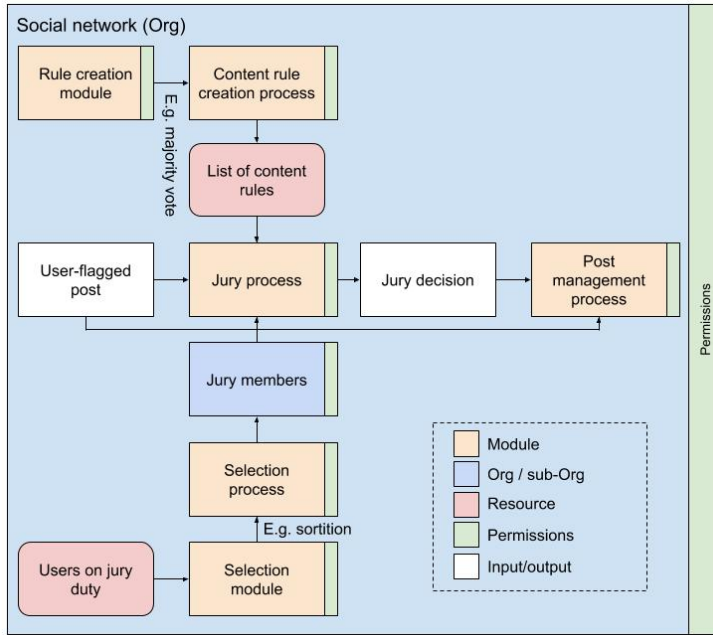 Social network (Org)
Rule creation
module
Content rule
creation process
E.g. majority vote
List of content
rules
User-flagged
post
Jury process
Jury decision
Post
management
process
Permissions
Jury members
Selection
process
E.g. sortition
Users on jury
duty
Selection
module
Module
Org / sub-Org
Resource
Permissions
Input/output